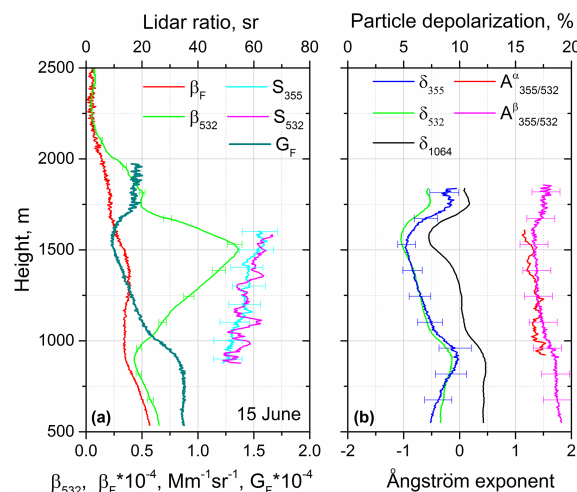 Lidar ratio, sr
Particle depolarization, %
0 20 40 60 80
0 5 10 15 20
2500
2000
1500
1000
500
Height, m
β_F S_355
β_532 S_532
G_F
δ_355 A^α_355/532
δ_532 A^β_355/532
δ_1064
(a) 15 June
(b)
0.0 0.5 1.0 1.5 2.0
-2 -1 0 1 2
β_532, β_F*10^-4, Mm^-1sr^-1, G_F*10^-4
Ångström exponent